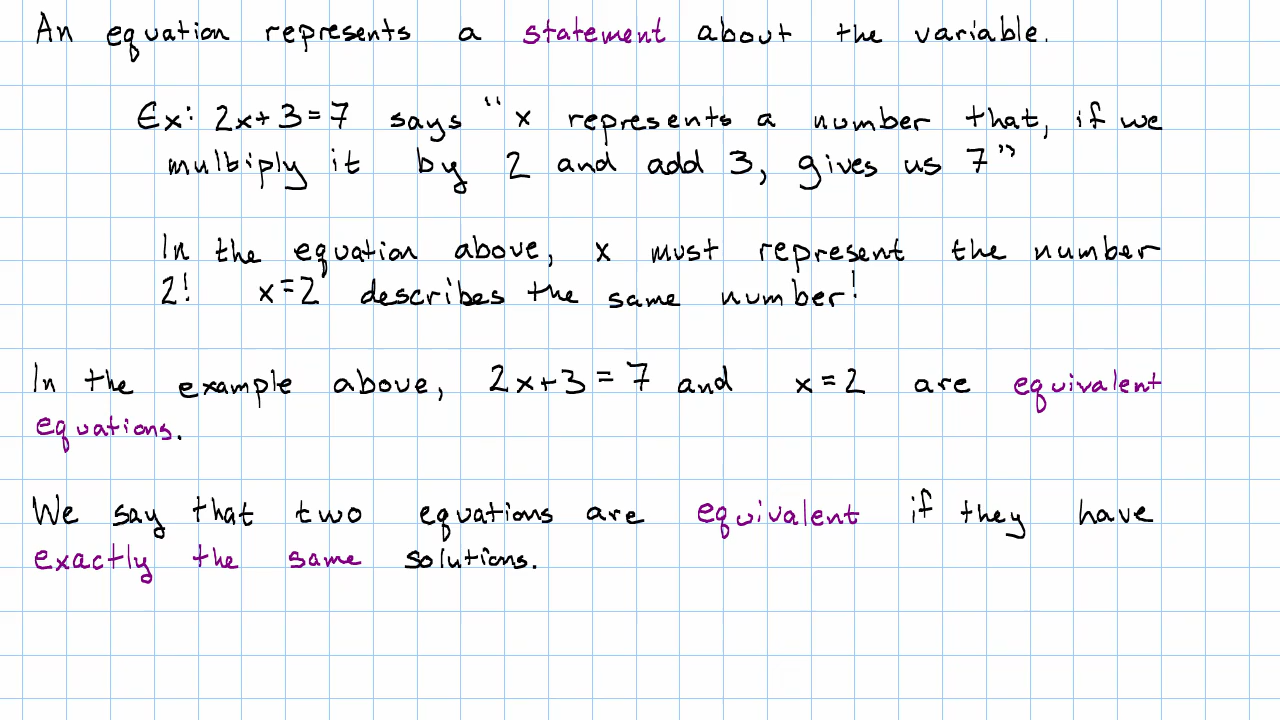 An equation represents a statement about the variable.
Ex: 2x+3=7 says "x represents a number that, if we
multiply it by 2 and add 3, gives us 7"
In the equation above, x must represent the number
2! x=2 describes the same number!
In the example above, 2x+3=7 and x=2 are equivalent
equations.
We say that two equations are equivalent if they have
exactly the same solutions.